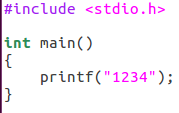 #include <stdio.h>
int main()
{
    printf("1234");
}